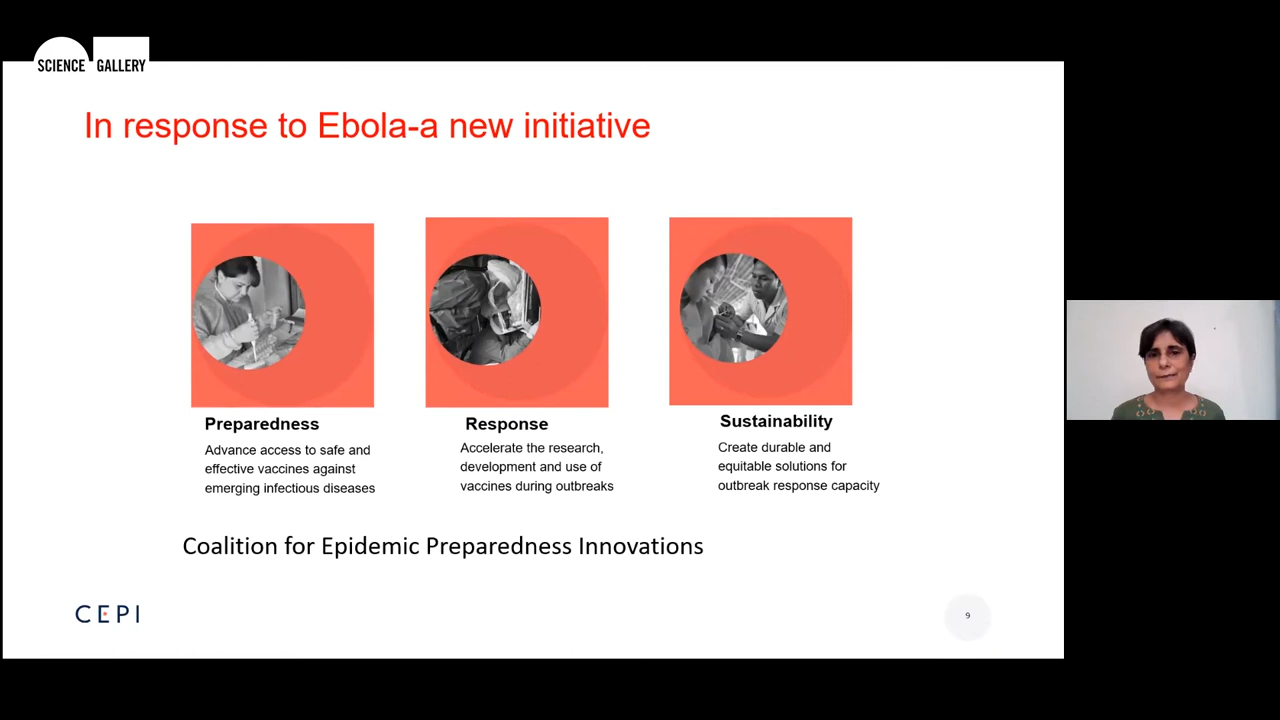 SCIENCE GALLERY
In response to Ebola-a new initiative
Preparedness
Advance access to safe and
effective vaccines against
emerging infectious diseases
Response
Accelerate the research,
development and use of
vaccines during outbreaks
Sustainability
Create durable and
equitable solutions for
outbreak response capacity
Coalition for Epidemic Preparedness Innovations
CEPI
9